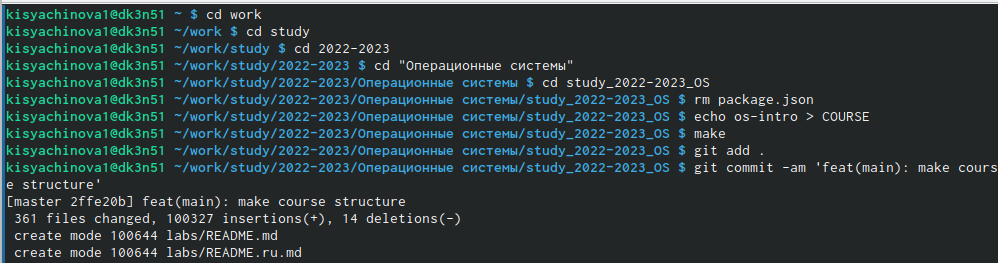 kisyachinova1@dk3n51 ~ $ cd work
kisyachinova1@dk3n51 ~/work $ cd study
kisyachinova1@dk3n51 ~/work/study $ cd 2022-2023
kisyachinova1@dk3n51 ~/work/study/2022-2023 $ cd "Операционные системы"
kisyachinova1@dk3n51 ~/work/study/2022-2023/Операционные системы $ cd study_2022-2023_OS
kisyachinova1@dk3n51 ~/work/study/2022-2023/Операционные системы/study_2022-2023_OS $ rm package.json
kisyachinova1@dk3n51 ~/work/study/2022-2023/Операционные системы/study_2022-2023_OS $ echo os-intro > COURSE
kisyachinova1@dk3n51 ~/work/study/2022-2023/Операционные системы/study_2022-2023_OS $ make
kisyachinova1@dk3n51 ~/work/study/2022-2023/Операционные системы/study_2022-2023_OS $ git add .
kisyachinova1@dk3n51 ~/work/study/2022-2023/Операционные системы/study_2022-2023_OS $ git commit -am 'feat(main): make cours
e structure'
[master 2ffe20b] feat(main): make course structure
 361 files changed, 100327 insertions(+), 14 deletions(-)
 create mode 100644 labs/README.md
 create mode 100644 labs/README.ru.md